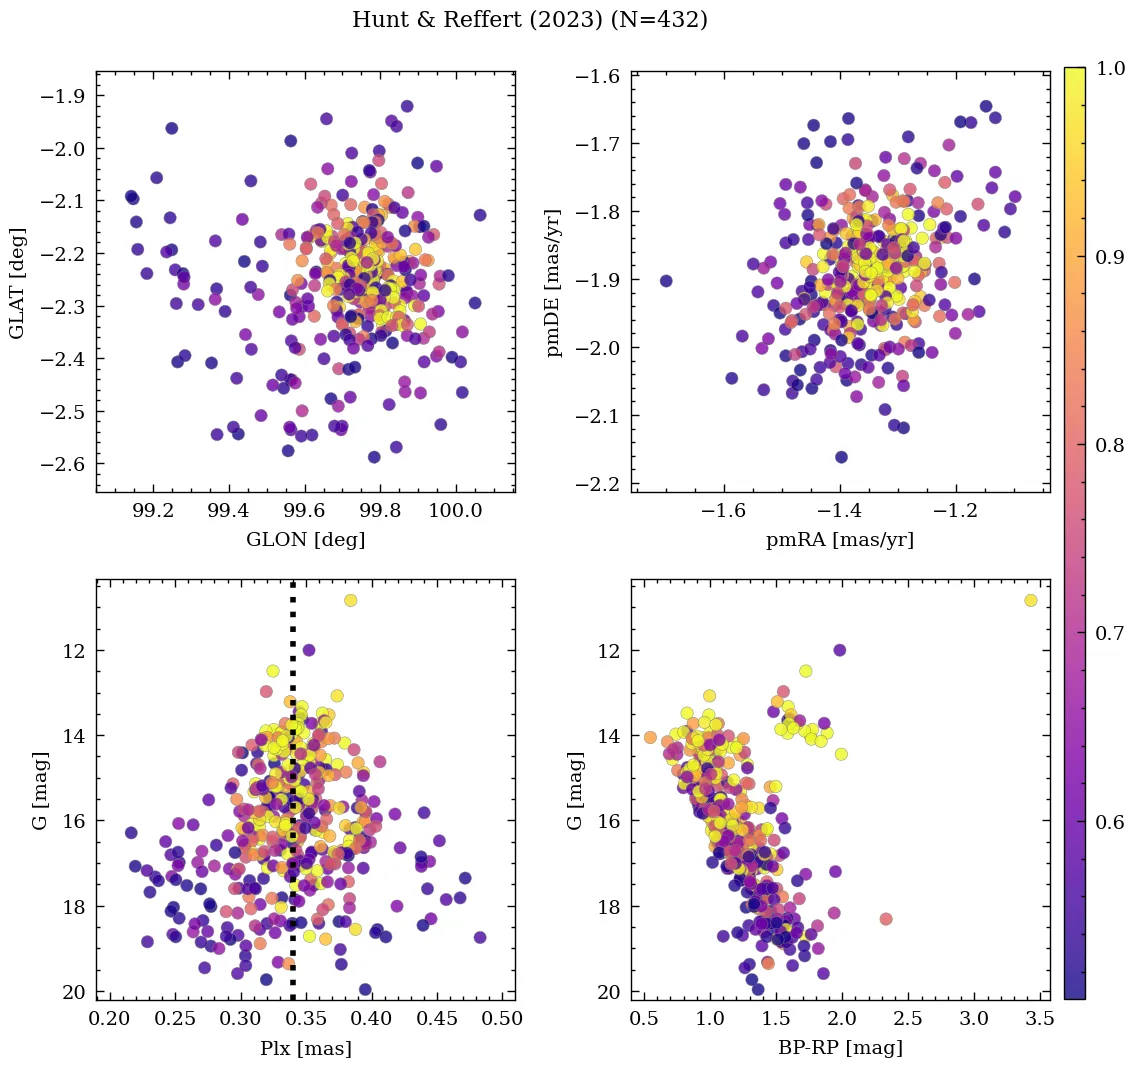 Hunt & Reffert (2023) (N=432)
−1.9
−2.0
−2.1
−2.2
−2.3
−2.4
−2.5
−2.6
GLAT [deg]
99.2 99.4 99.6 99.8 100.0
GLON [deg]
−1.6
−1.7
−1.8
−1.9
−2.0
−2.1
−2.2
pmDE [mas/yr]
−1.6 −1.4 −1.2
pmRA [mas/yr]
12
14
16
18
20
G [mag]
0.20 0.25 0.30 0.35 0.40 0.45 0.50
Plx [mas]
12
14
16
18
20
G [mag]
0.5 1.0 1.5 2.0 2.5 3.0 3.5
BP-RP [mag]
1.0
0.9
0.8
0.7
0.6